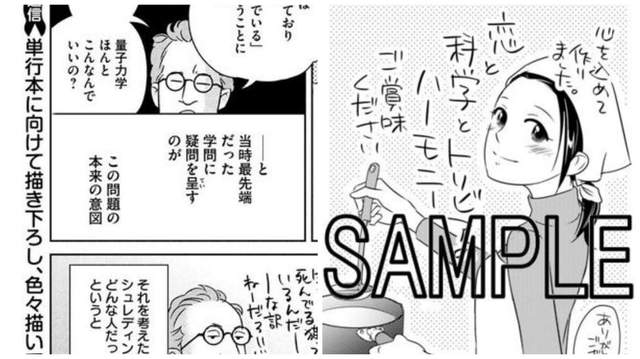 信
単行本に向けて描き下ろし、色々描い
ており
でいる」
うことに
量子力学
ほんと
こんなんで
いいの？
――と
当時最先端
だった
学問に
疑問を呈す
てい
のが
この問題の
本来の意図
それを考えた
シュレディン
どんな人だっ
というと
死んでる猫
いるんだ
ーな訳
ねーだろ
心を込めて
作り
ました。
恋と
科学と
トリビ
ハーモニー
ご賞味
ください
SAMPLE
ありが